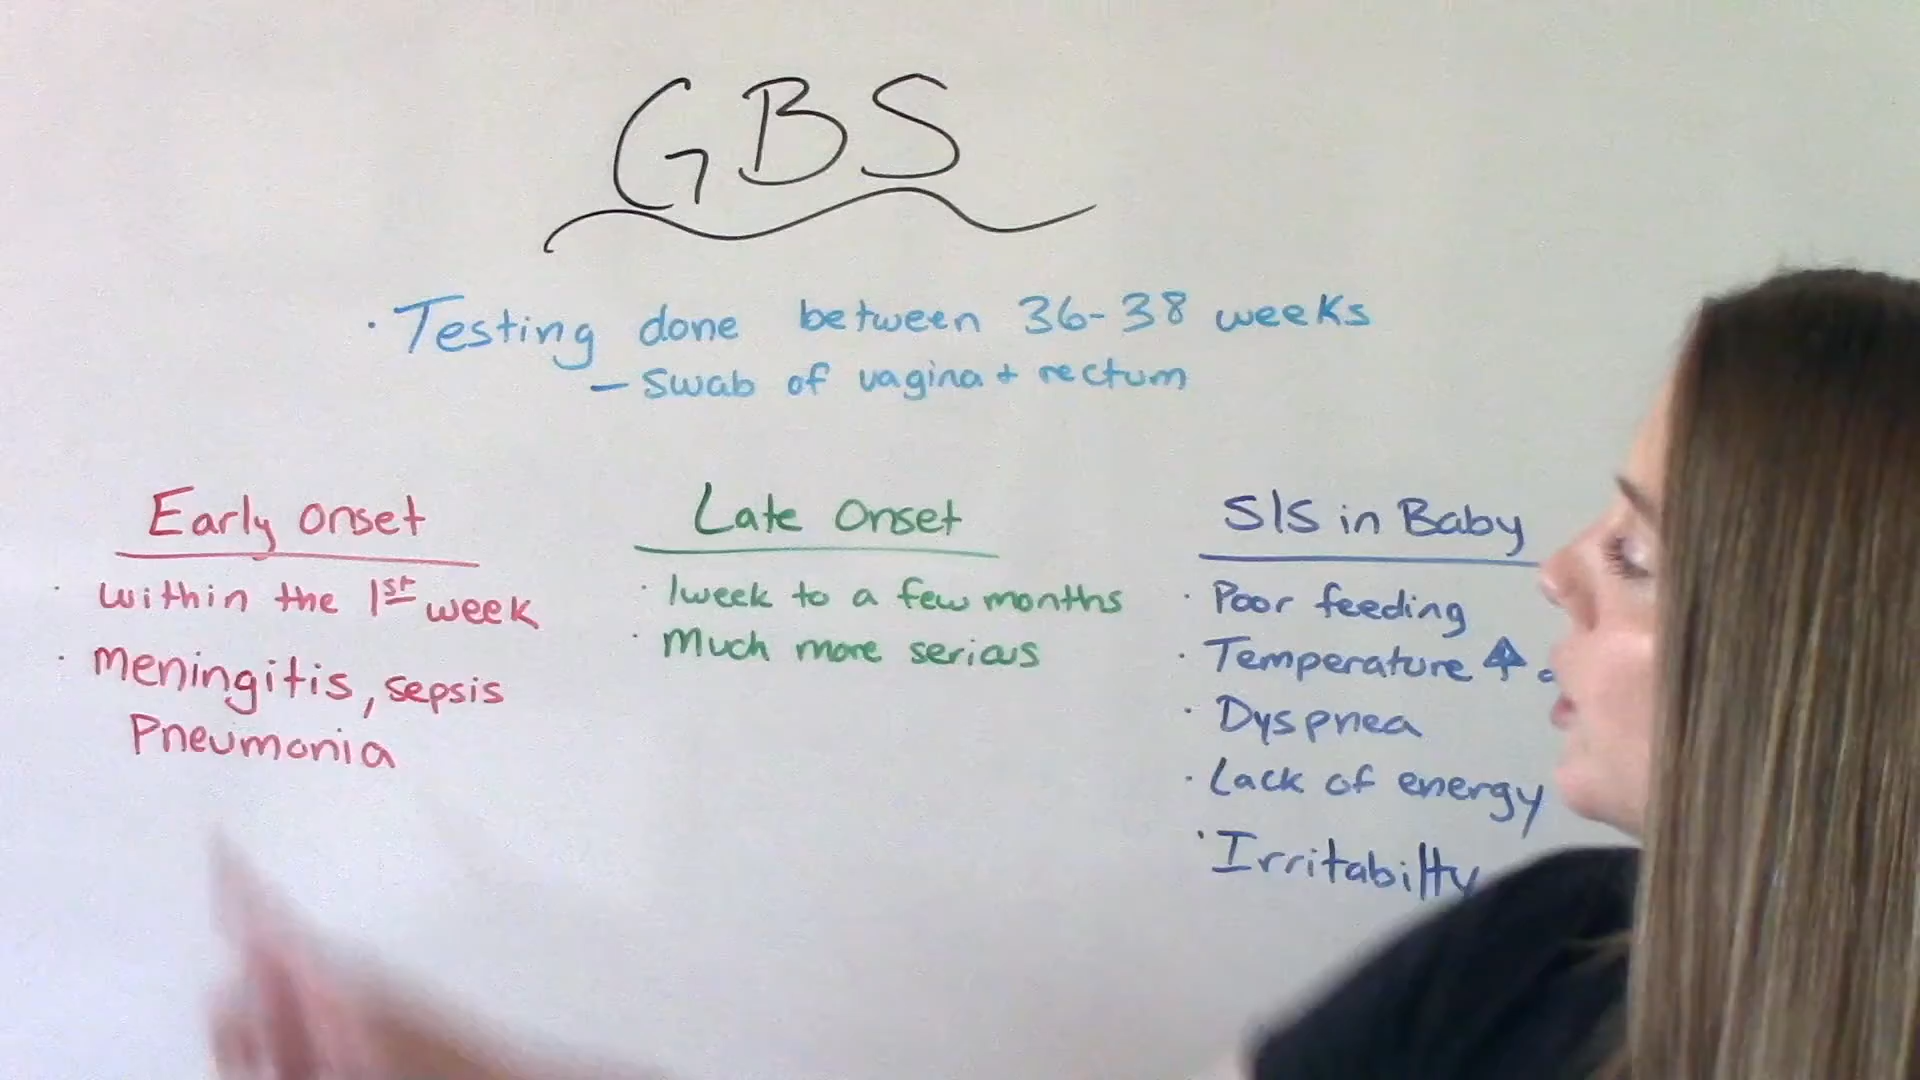 GBS
· Testing done between 36-38 weeks
- Swab of vagina + rectum
Early Onset
· within the 1st week
· Meningitis, sepsis
Pneumonia
Late Onset
· 1 week to a few months
· Much more serious
S/S in Baby
· Poor feeding
· Temperature ↑
· Dyspnea
· Lack of energy
· Irritabilty